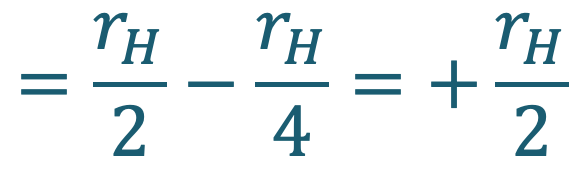 = r_H/2 − r_H/4 = + r_H/2